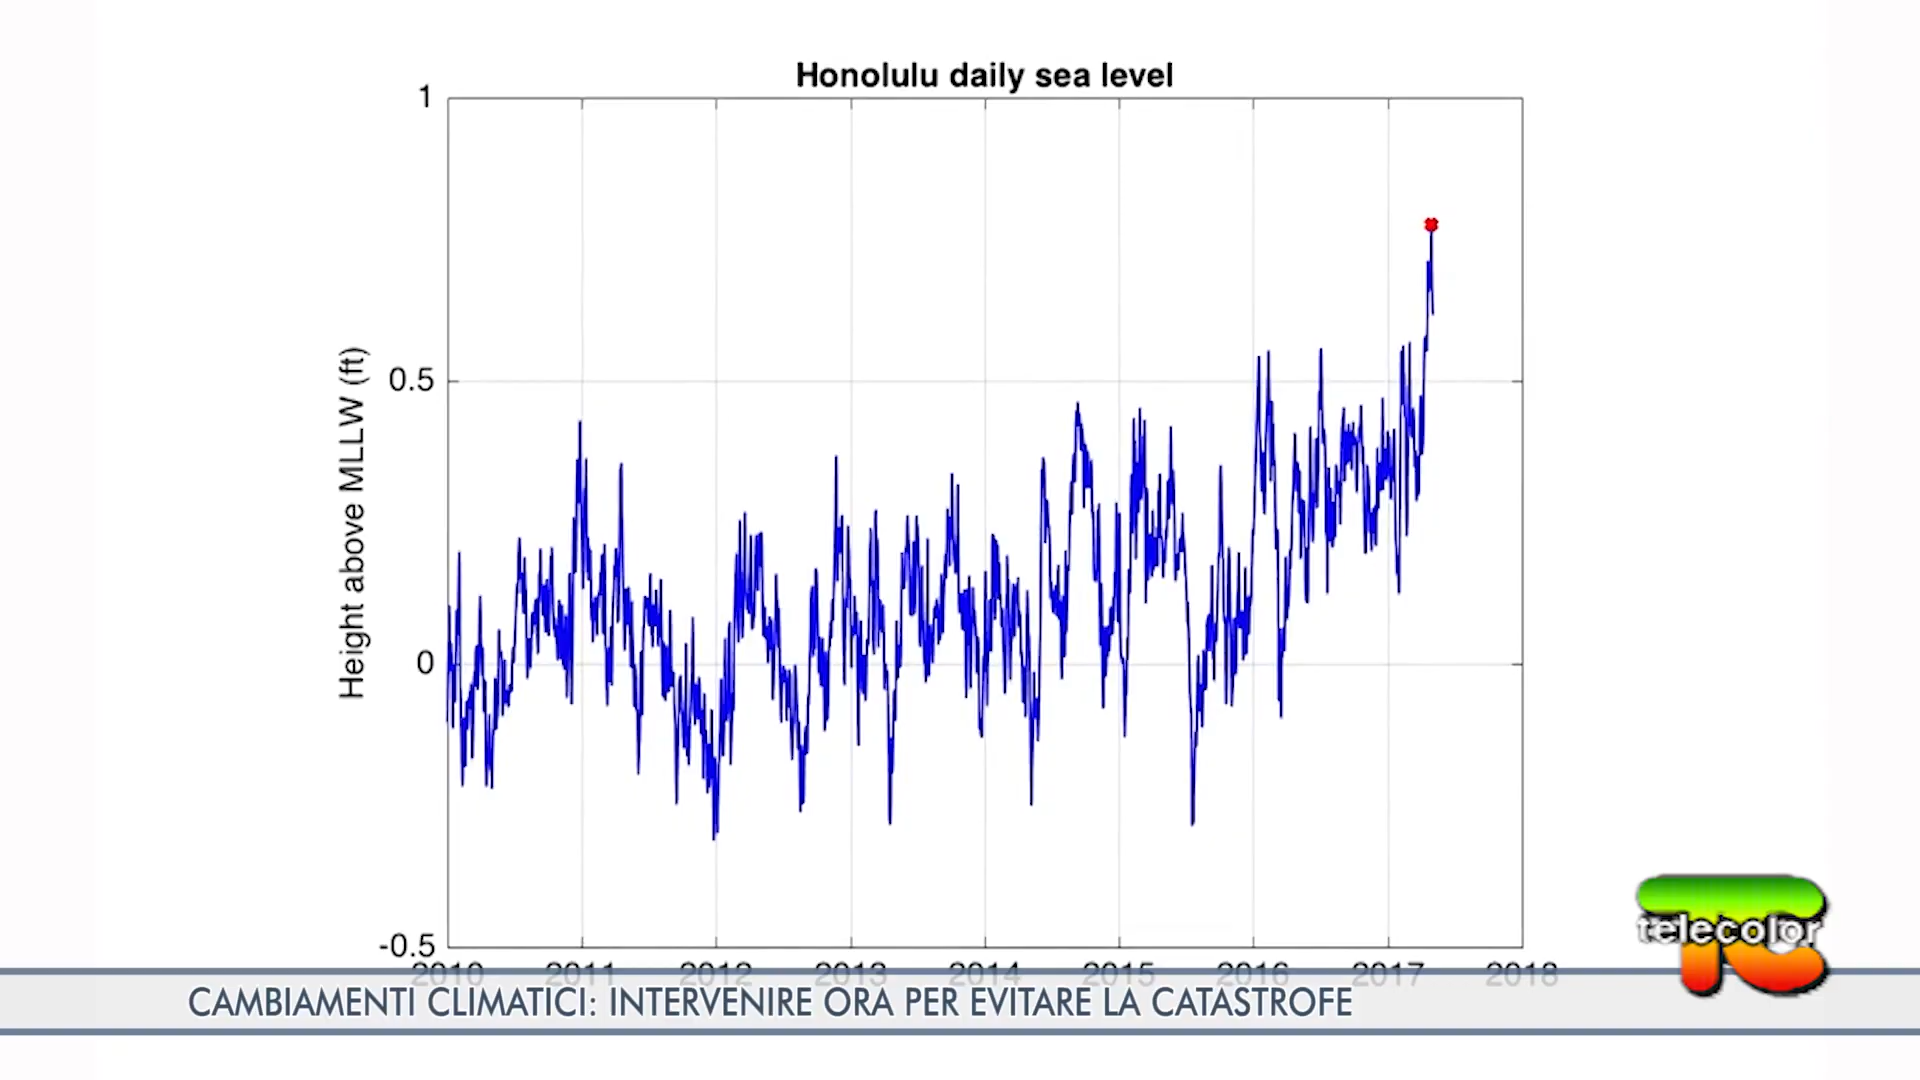 Honolulu daily sea level
1
0.5
0
-0.5
Height above MLLW (ft)
2010 2011 2012 2013 2014 2015 2016 2017 2018
telecolor
CAMBIAMENTI CLIMATICI: INTERVENIRE ORA PER EVITARE LA CATASTROFE